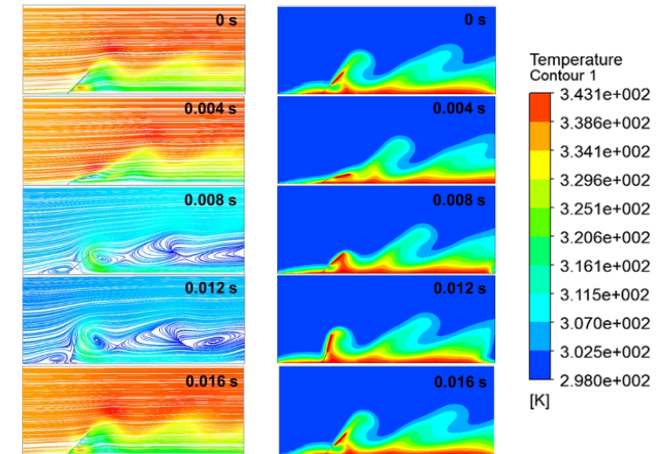 0 s
0 s
0.004 s
0.004 s
0.008 s
0.008 s
0.012 s
0.012 s
0.016 s
0.016 s
Temperature
Contour 1
3.431e+002
3.386e+002
3.341e+002
3.296e+002
3.251e+002
3.206e+002
3.161e+002
3.115e+002
3.070e+002
3.025e+002
2.980e+002
[K]